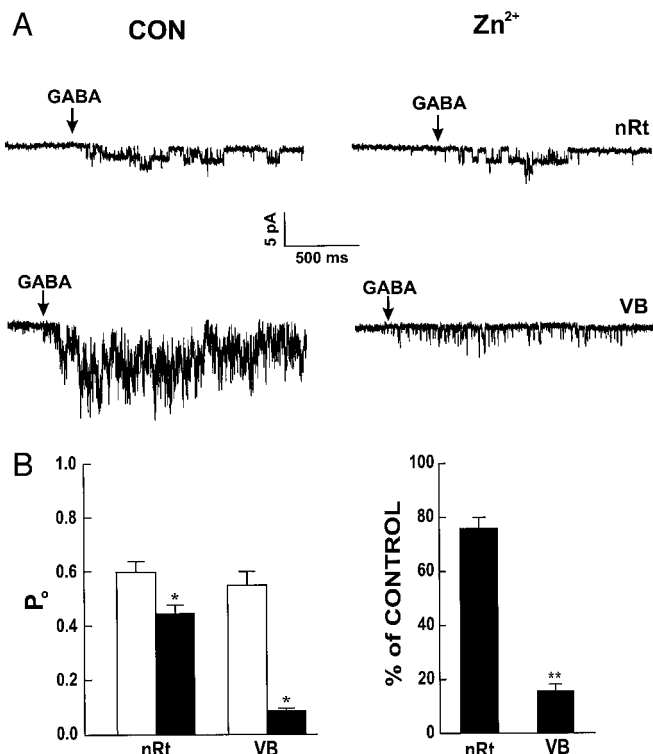 A
CON
Zn²⁺
GABA
GABA
nRt
5 pA
500 ms
GABA
GABA
VB
B
1.0
0.8
0.6
0.4
0.2
0.0
Pₒ
*
*
nRt
VB
100
80
60
40
20
0
% of CONTROL
**
nRt
VB